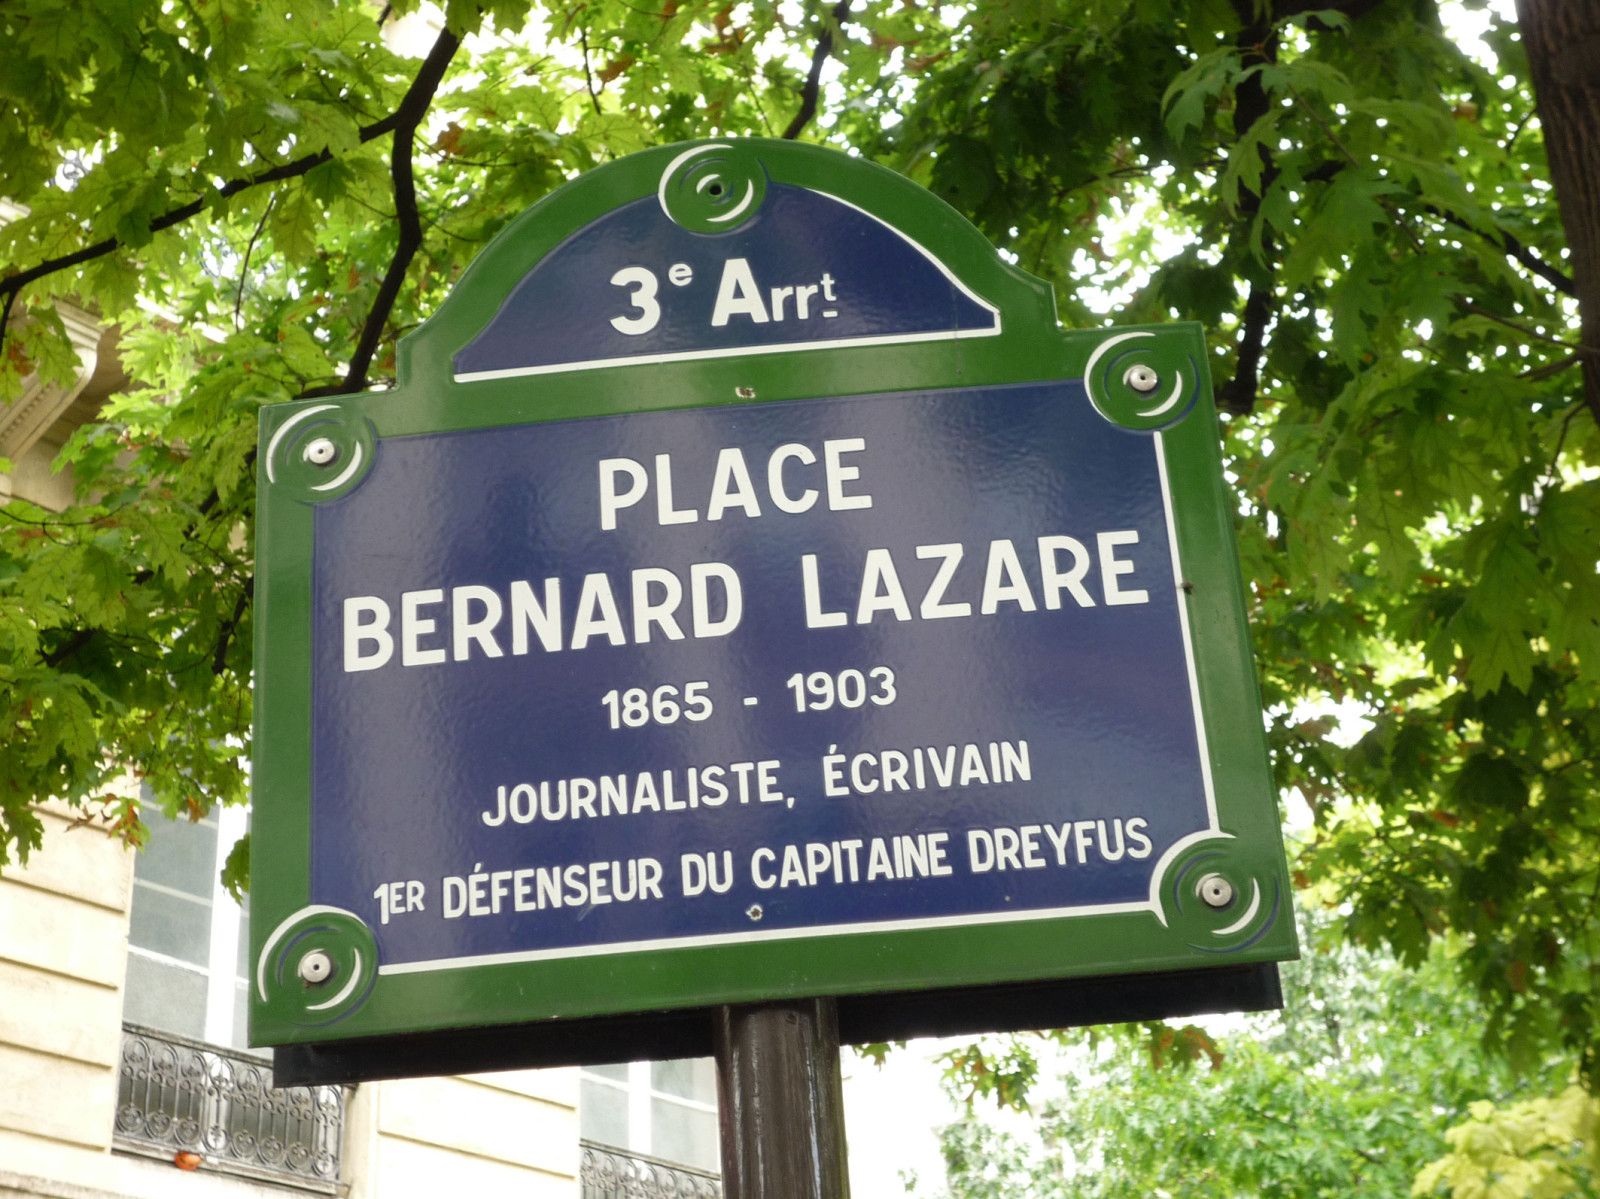 3e Arrt
PLACE
BERNARD LAZARE
1865 - 1903
JOURNALISTE, ÉCRIVAIN
1ER DÉFENSEUR DU CAPITAINE DREYFUS